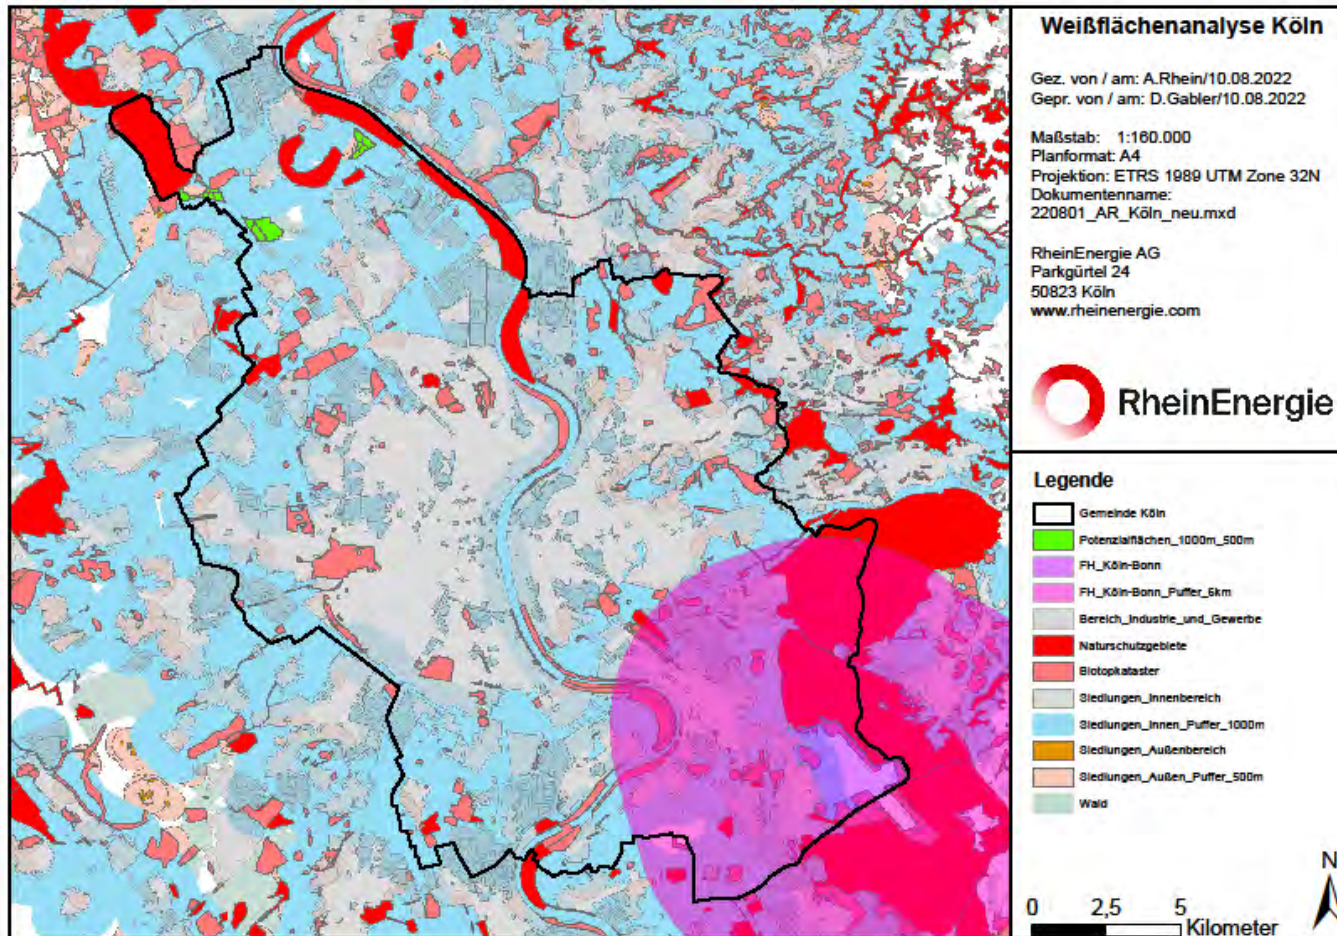 Weißflächenanalyse Köln
Gez. von / am: A.Rhein/10.08.2022
Gepr. von / am: D.Gabler/10.08.2022
Maßstab: 1:160.000
Planformat: A4
Projektion: ETRS 1989 UTM Zone 32N
Dokumentenname:
220801_AR_Köln_neu.mxd
RheinEnergie AG
Parkgürtel 24
50823 Köln
www.rheinenergie.com
RheinEnergie
Legende
Gemeinde Köln
Potenzialflächen_1000m_500m
FH_Köln-Bonn
FH_Köln-Bonn_Puffer_6km
Bereich_Industrie_und_Gewerbe
Naturschutzgebiete
Biotopkataster
Siedlungen_Innenbereich
Siedlungen_Innen_Puffer_1000m
Siedlungen_Außenbereich
Siedlungen_Außen_Puffer_500m
Wald
N
0 2,5 5
Kilometer